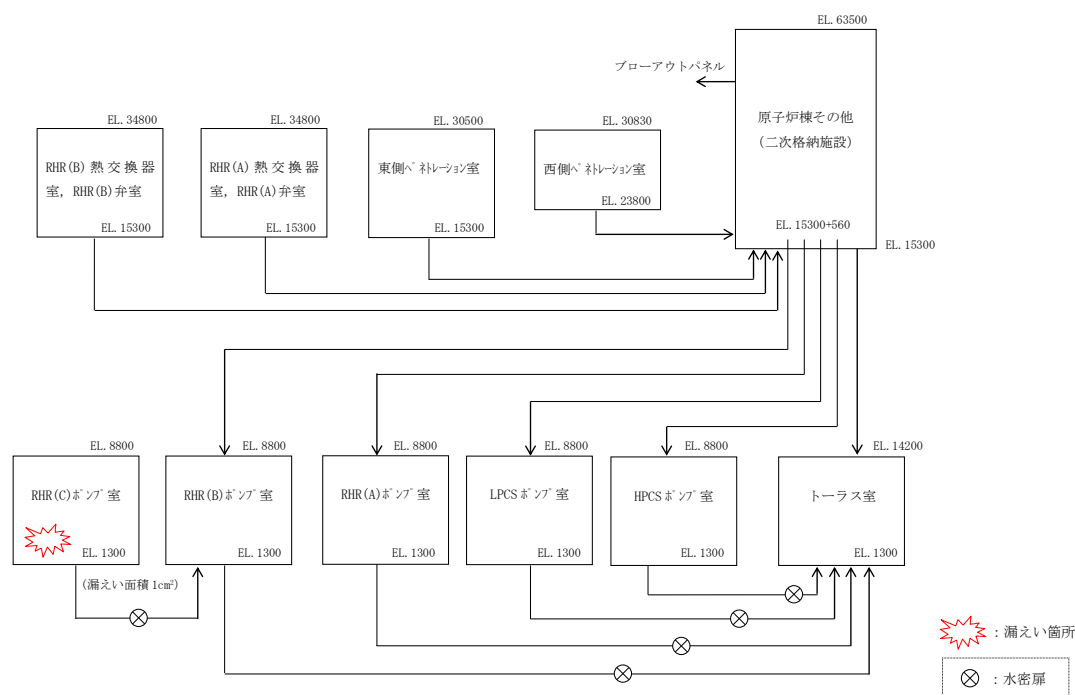 EL. 63500
ブローアウトパネル
原子炉棟その他
(二次格納施設)
EL. 15300+560
EL. 15300
EL. 34800
RHR(B) 熱 交 換 器
室, RHR(B)弁室
EL. 15300
EL. 34800
RHR(A) 熱 交 換 器
室, RHR(A)弁室
EL. 15300
EL. 30500
東側ペネトレーション室
EL. 15300
EL. 30830
西側ペネトレーション室
EL. 23800
EL. 8800
RHR(C)ポンプ室
EL. 1300
EL. 8800
RHR(B)ポンプ室
EL. 1300
EL. 8800
RHR(A)ポンプ室
EL. 1300
EL. 8800
LPCSポンプ室
EL. 1300
EL. 8800
HPCSポンプ室
EL. 1300
EL. 14200
トーラス室
EL. 1300
(漏えい面積 1cm²)
：漏えい箇所
：水密扉